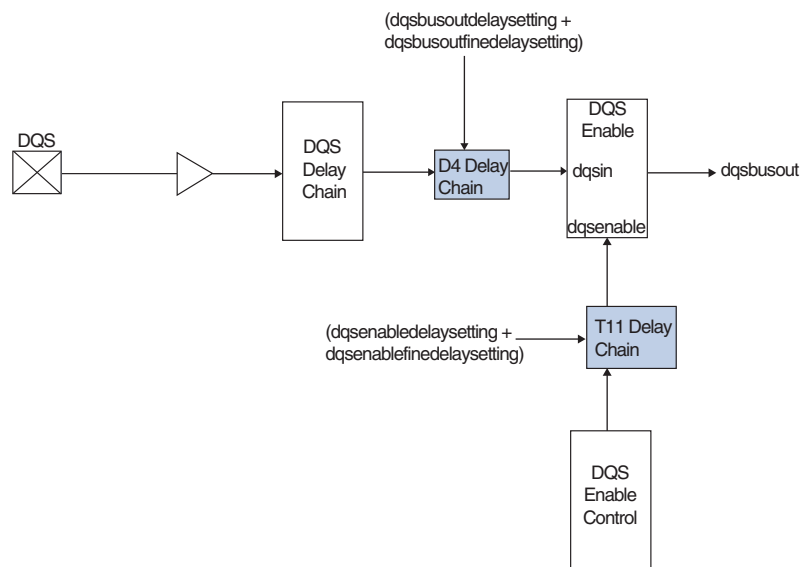 (dqsbusoutdelaysetting +
dqsbusoutfinedelaysetting)
DQS
DQS
Delay
Chain
D4 Delay
Chain
DQS
Enable
dqsin
dqsenable
dqsbusout
(dqsenabledelaysetting +
dqsenablefinedelaysetting)
T11 Delay
Chain
DQS
Enable
Control